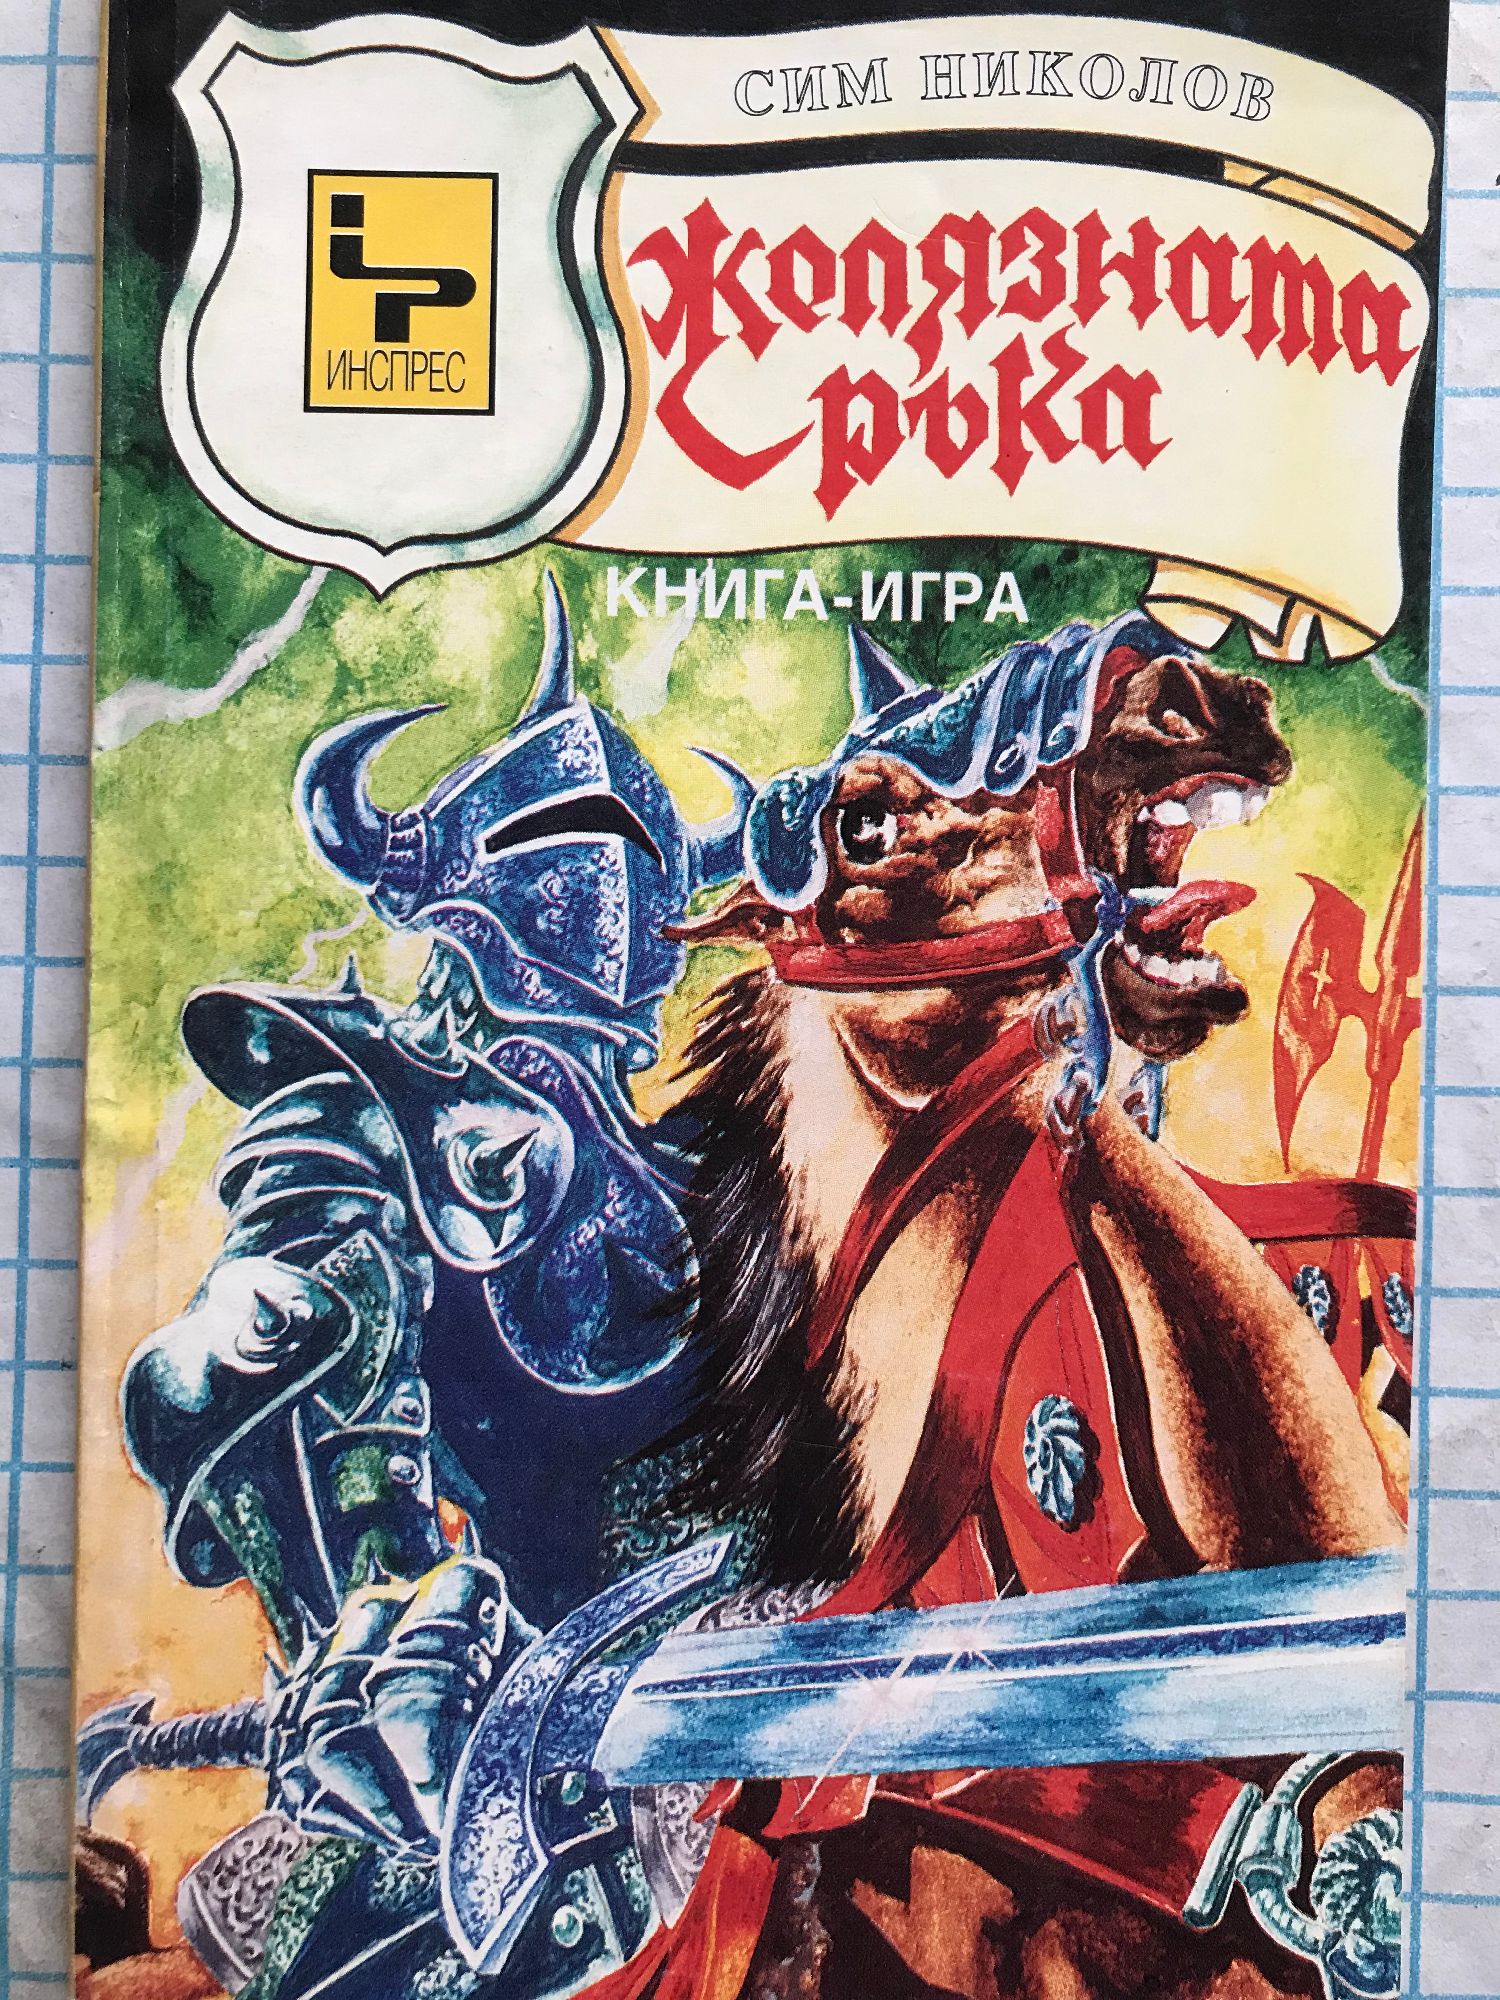 СИМ НИКОЛОВ
Желязната
ръка
ИНСПРЕС
КНИГА-ИГРА